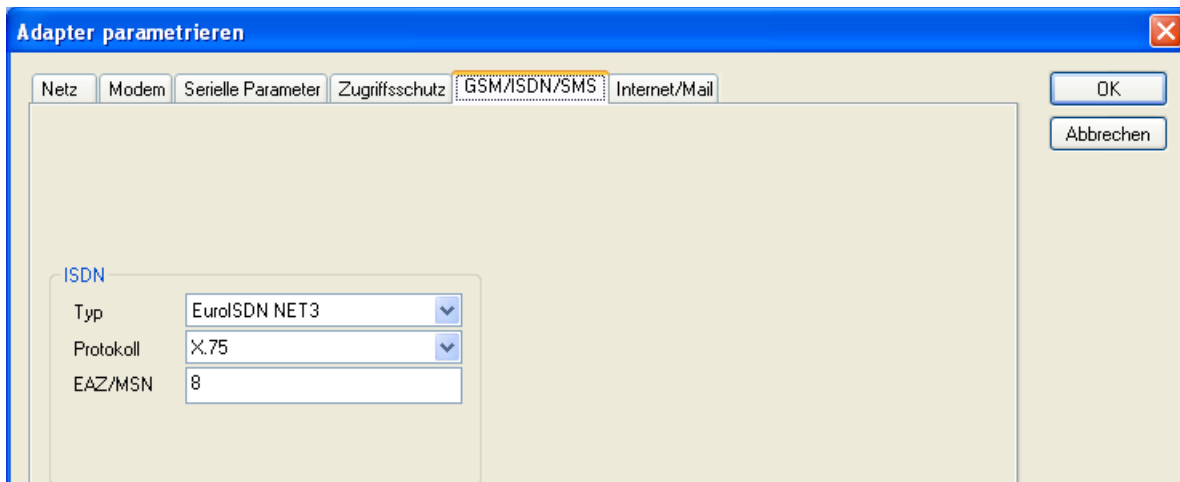 Adapter parametrieren
Netz Modem Serielle Parameter Zugriffsschutz GSM/ISDN/SMS Internet/Mail
OK
Abbrechen
ISDN
Typ EuroISDN NET3
Protokoll X.75
EAZ/MSN 8